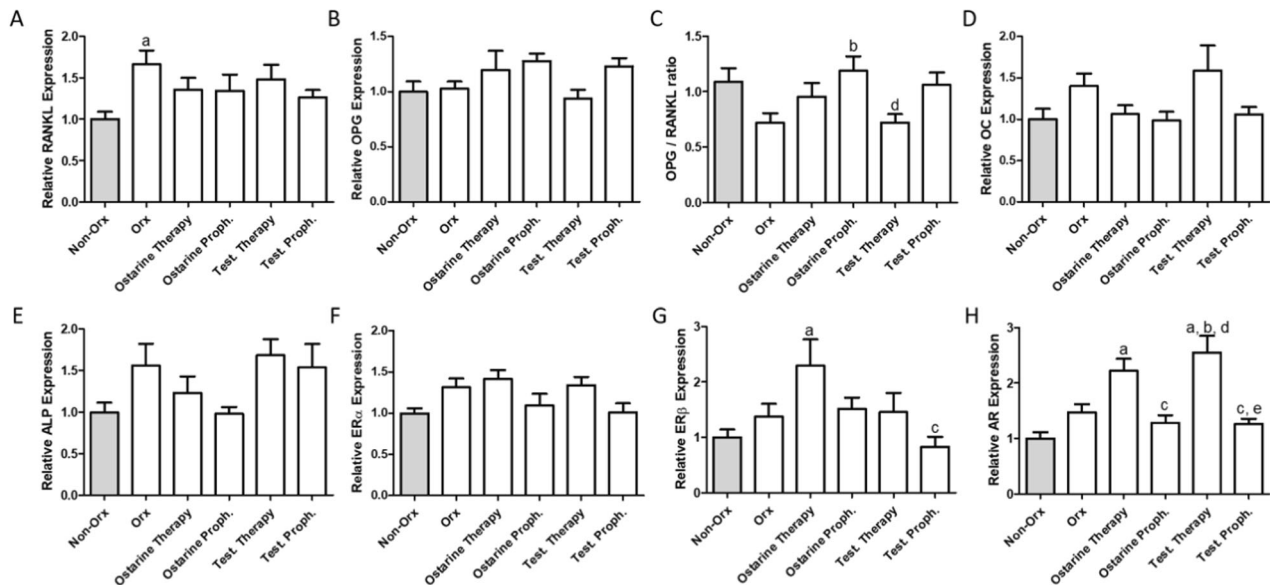 A
Relative RANKL Expression
2.0
1.5
1.0
0.5
0.0
a
Non-Orx
Orx
Ostarine Therapy
Ostarine Proph.
Test. Therapy
Test. Proph.
B
Relative OPG Expression
1.5
1.0
0.5
0.0
Non-Orx
Orx
Ostarine Therapy
Ostarine Proph.
Test. Therapy
Test. Proph.
C
OPG / RANKL ratio
1.5
1.0
0.5
0.0
b
d
Non-Orx
Orx
Ostarine Therapy
Ostarine Proph.
Test. Therapy
Test. Proph.
D
Relative OC Expression
2.0
1.5
1.0
0.5
0.0
Non-Orx
Orx
Ostarine Therapy
Ostarine Proph.
Test. Therapy
Test. Proph.
E
Relative ALP Expression
2.0
1.5
1.0
0.5
0.0
Non-Orx
Orx
Ostarine Therapy
Ostarine Proph.
Test. Therapy
Test. Proph.
F
Relative ERα Expression
2.0
1.5
1.0
0.5
0.0
Non-Orx
Orx
Ostarine Therapy
Ostarine Proph.
Test. Therapy
Test. Proph.
G
Relative ERβ Expression
3
2
1
0
a
c
Non-Orx
Orx
Ostarine Therapy
Ostarine Proph.
Test. Therapy
Test. Proph.
H
Relative AR Expression
3
2
1
0
a
c
a, b, d
c, e
Non-Orx
Orx
Ostarine Therapy
Ostarine Proph.
Test. Therapy
Test. Proph.